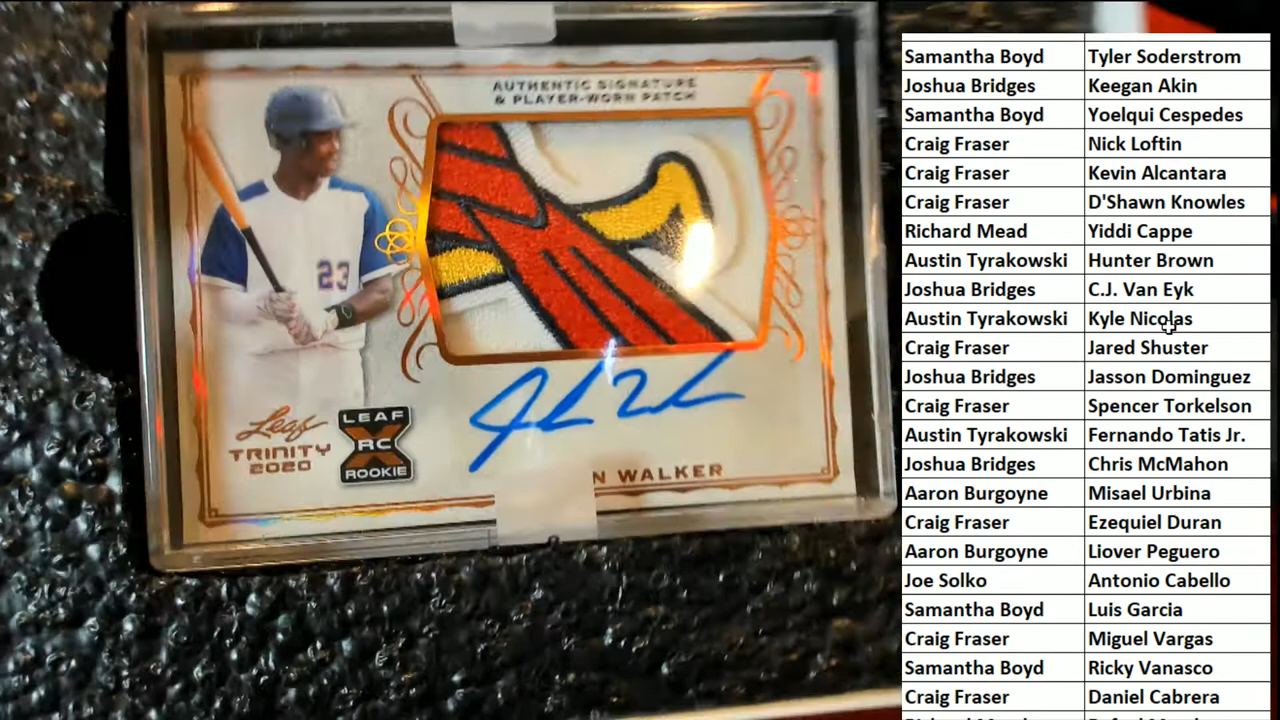 AUTHENTIC SIGNATURE
& PLAYER-WORN PATCH
23
Leaf
TRINITY
2020
LEAF
RC
ROOKIE
N WALKER
Samantha Boyd Tyler Soderstrom
Joshua Bridges Keegan Akin
Samantha Boyd Yoelqui Cespedes
Craig Fraser Nick Loftin
Craig Fraser Kevin Alcantara
Craig Fraser D'Shawn Knowles
Richard Mead Yiddi Cappe
Austin Tyrakowski Hunter Brown
Joshua Bridges C.J. Van Eyk
Austin Tyrakowski Kyle Nicolas
Craig Fraser Jared Shuster
Joshua Bridges Jasson Dominguez
Craig Fraser Spencer Torkelson
Austin Tyrakowski Fernando Tatis Jr.
Joshua Bridges Chris McMahon
Aaron Burgoyne Misael Urbina
Craig Fraser Ezequiel Duran
Aaron Burgoyne Liover Peguero
Joe Solko Antonio Cabello
Samantha Boyd Luis Garcia
Craig Fraser Miguel Vargas
Samantha Boyd Ricky Vanasco
Craig Fraser Daniel Cabrera